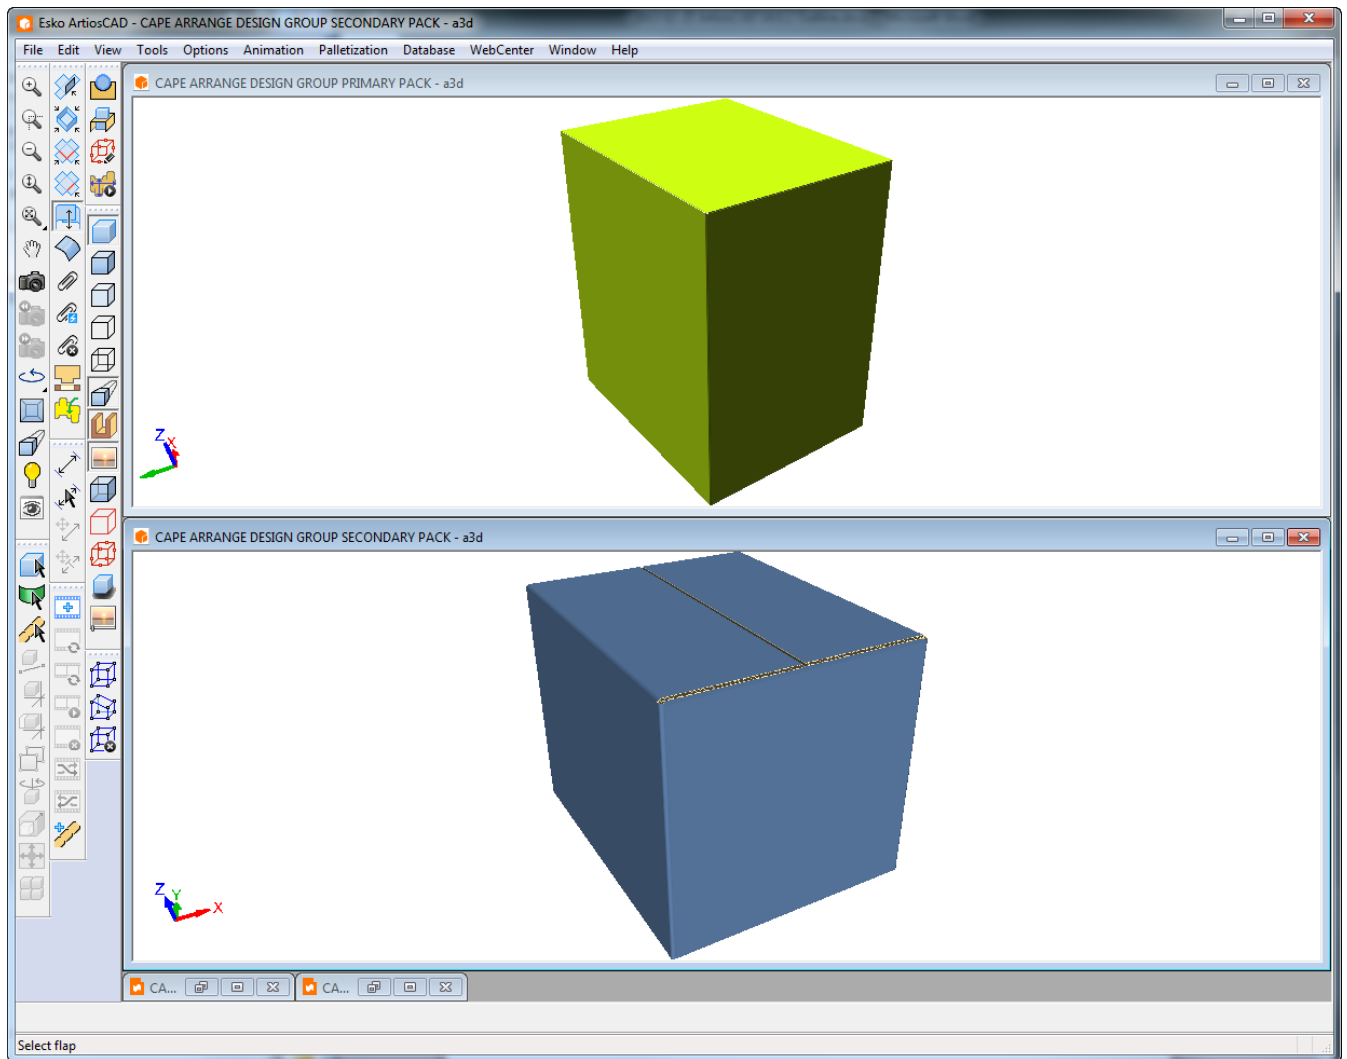 Esko ArtiosCAD - CAPE ARRANGE DESIGN GROUP SECONDARY PACK - a3d
File Edit View Tools Options Animation Palletization Database WebCenter Window Help
CAPE ARRANGE DESIGN GROUP PRIMARY PACK - a3d
Z
X
CAPE ARRANGE DESIGN GROUP SECONDARY PACK - a3d
Z Y
X
CA... CA...
Select flap